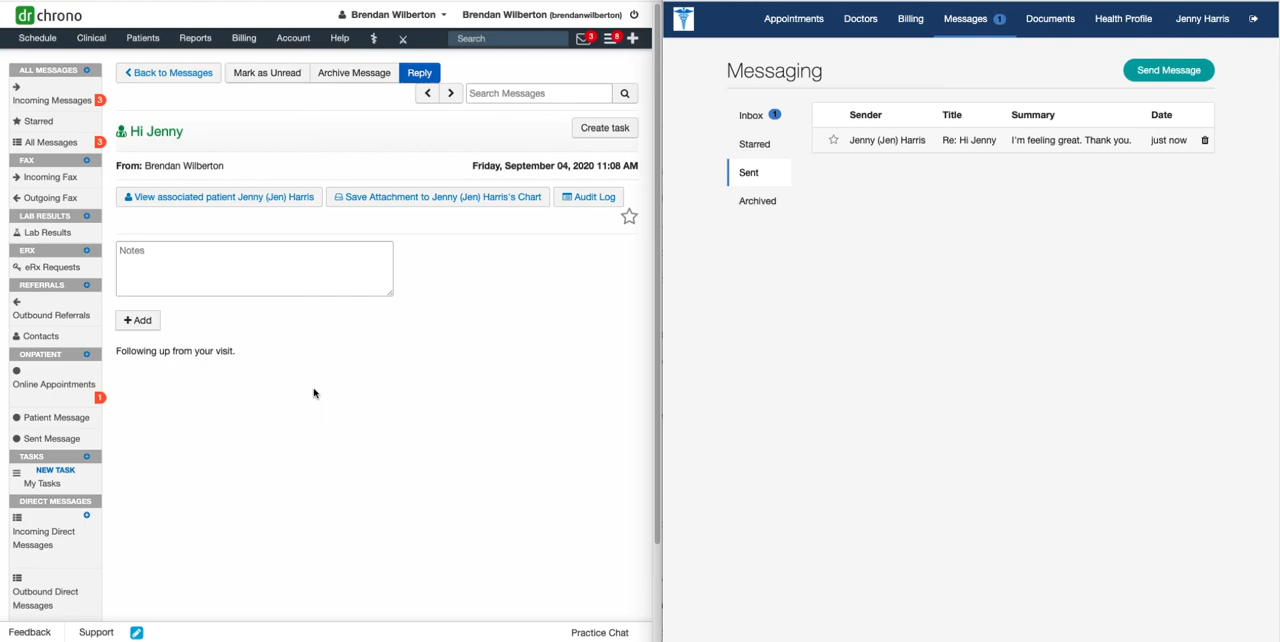 drchrono
Brendan Wilberton
Brendan Wilberton (brendanwilberton)
Schedule Clinical Patients Reports Billing Account Help Search 3 8
ALL MESSAGES
Incoming Messages 3
Starred
All Messages 3
FAX
Incoming Fax
Outgoing Fax
LAB RESULTS
Lab Results
ERX
eRx Requests
REFERRALS
Outbound Referrals
Contacts
ONPATIENT
Online Appointments
1
Patient Message
Sent Message
TASKS
NEW TASK
My Tasks
DIRECT MESSAGES
Incoming Direct
Messages
Outbound Direct
Messages
Back to Messages Mark as Unread Archive Message Reply
Search Messages
Hi Jenny Create task
From: Brendan Wilberton Friday, September 04, 2020 11:08 AM
View associated patient Jenny (Jen) Harris Save Attachment to Jenny (Jen) Harris's Chart Audit Log
Notes
+ Add
Following up from your visit.
Feedback Support Practice Chat
Appointments Doctors Billing Messages 1 Documents Health Profile Jenny Harris
Messaging Send Message
Inbox 1
Starred
Sent
Archived
Sender Title Summary Date
Jenny (Jen) Harris Re: Hi Jenny I'm feeling great. Thank you. just now